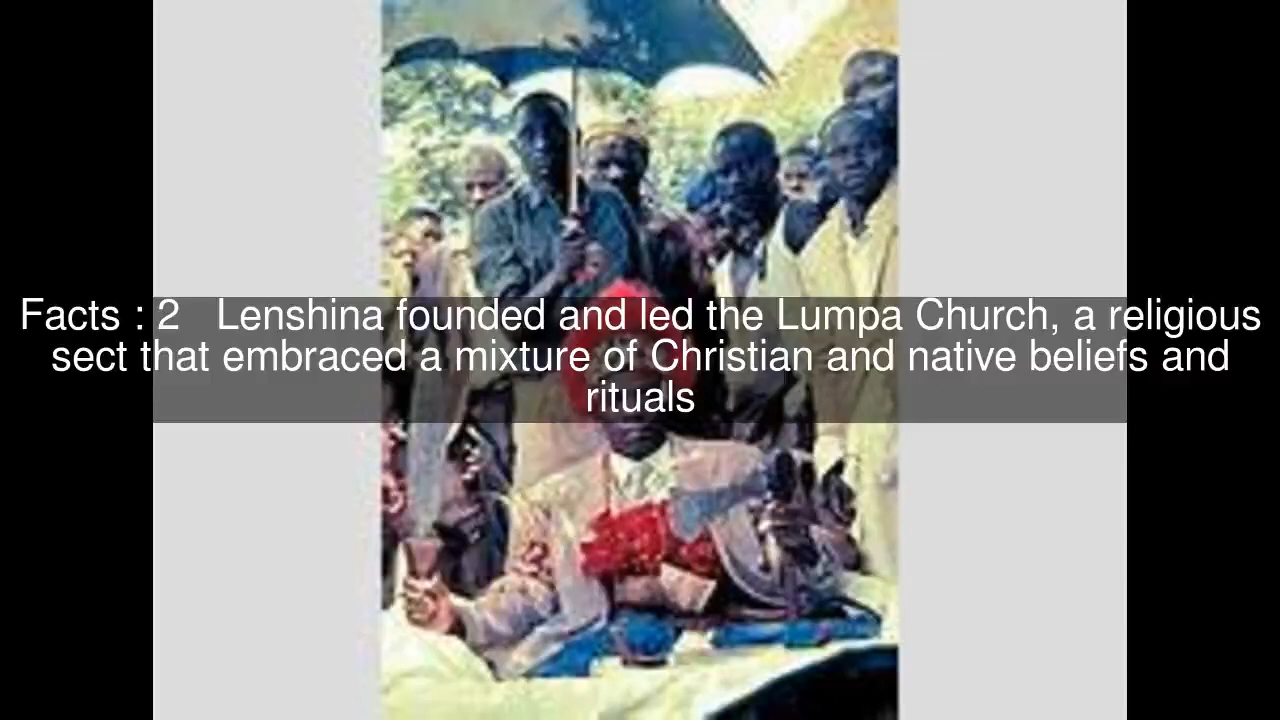 Facts : 2   Lenshina founded and led the Lumpa Church, a religious
sect that embraced a mixture of Christian and native beliefs and
rituals